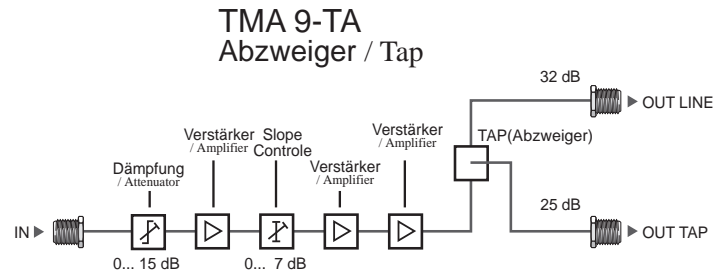 TMA 9-TA
Abzweiger / Tap
32 dB
OUT LINE
Verstärker
/ Amplifier
Slope
Controle
Verstärker
/ Amplifier
TAP(Abzweiger)
Dämpfung
/ Attenuator
Verstärker
/ Amplifier
25 dB
IN
OUT TAP
0... 15 dB
0... 7 dB